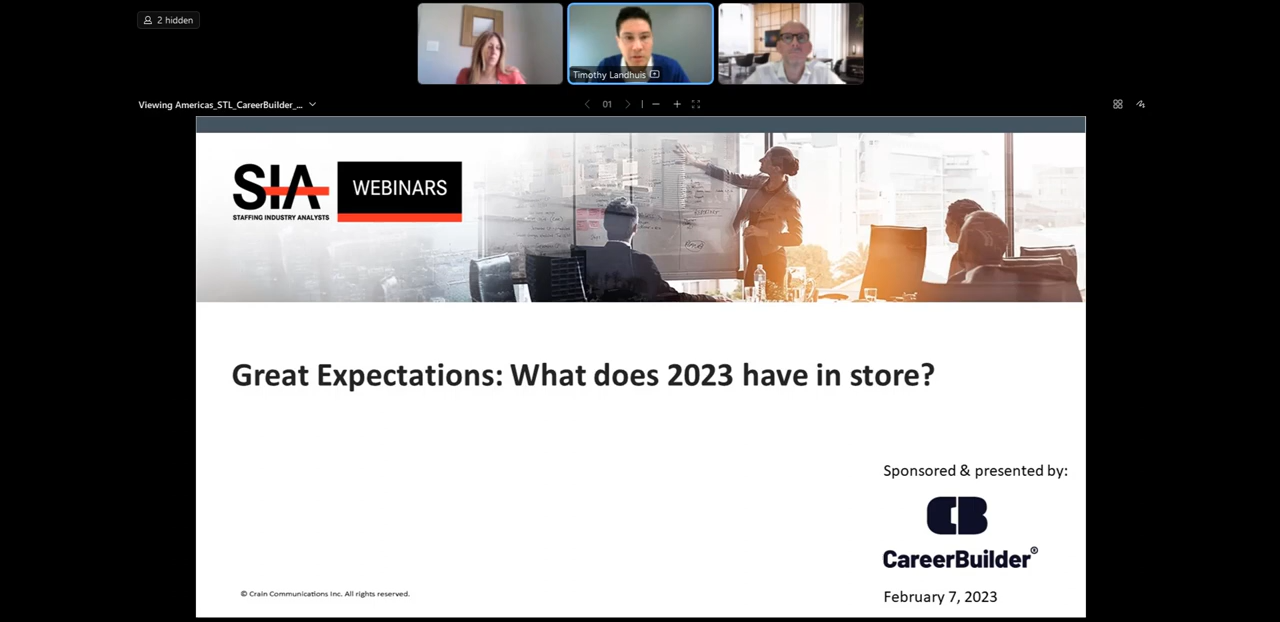 2 hidden
Timothy Landhuis
Viewing Americas_STL_CareerBuilder_...
01
SIA
STAFFING INDUSTRY ANALYSTS
WEBINARS
Great Expectations: What does 2023 have in store?
Sponsored & presented by:
CB
CareerBuilder®
© Crain Communications Inc. All rights reserved.
February 7, 2023